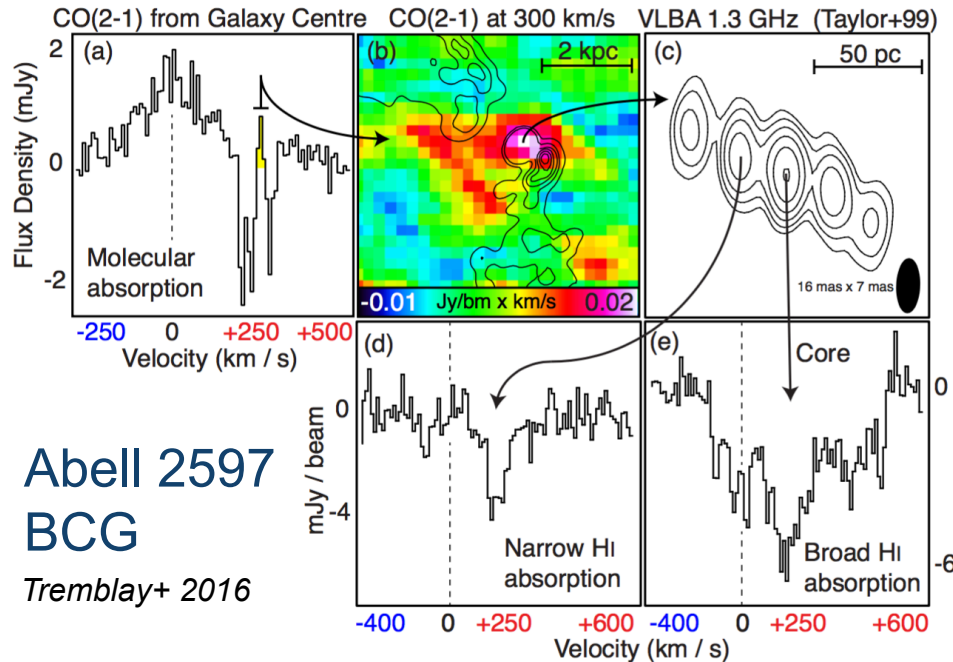 CO(2-1) from Galaxy Centre
CO(2-1) at 300 km/s
VLBA 1.3 GHz (Taylor+99)
(a)
2
1
0
-2
Flux Density (mJy)
Molecular
absorption
-250 0 +250 +500
Velocity (km / s)
(b)
2 kpc
-0.01 Jy/bm x km/s 0.02
(c)
50 pc
16 mas x 7 mas
(d)
0
-4
mJy / beam
Narrow HI
absorption
-400 0 +250 +600
(e)
Core
0
-6
Broad HI
absorption
-400 0 +250 +600
Velocity (km / s)
Abell 2597
BCG
Tremblay+ 2016